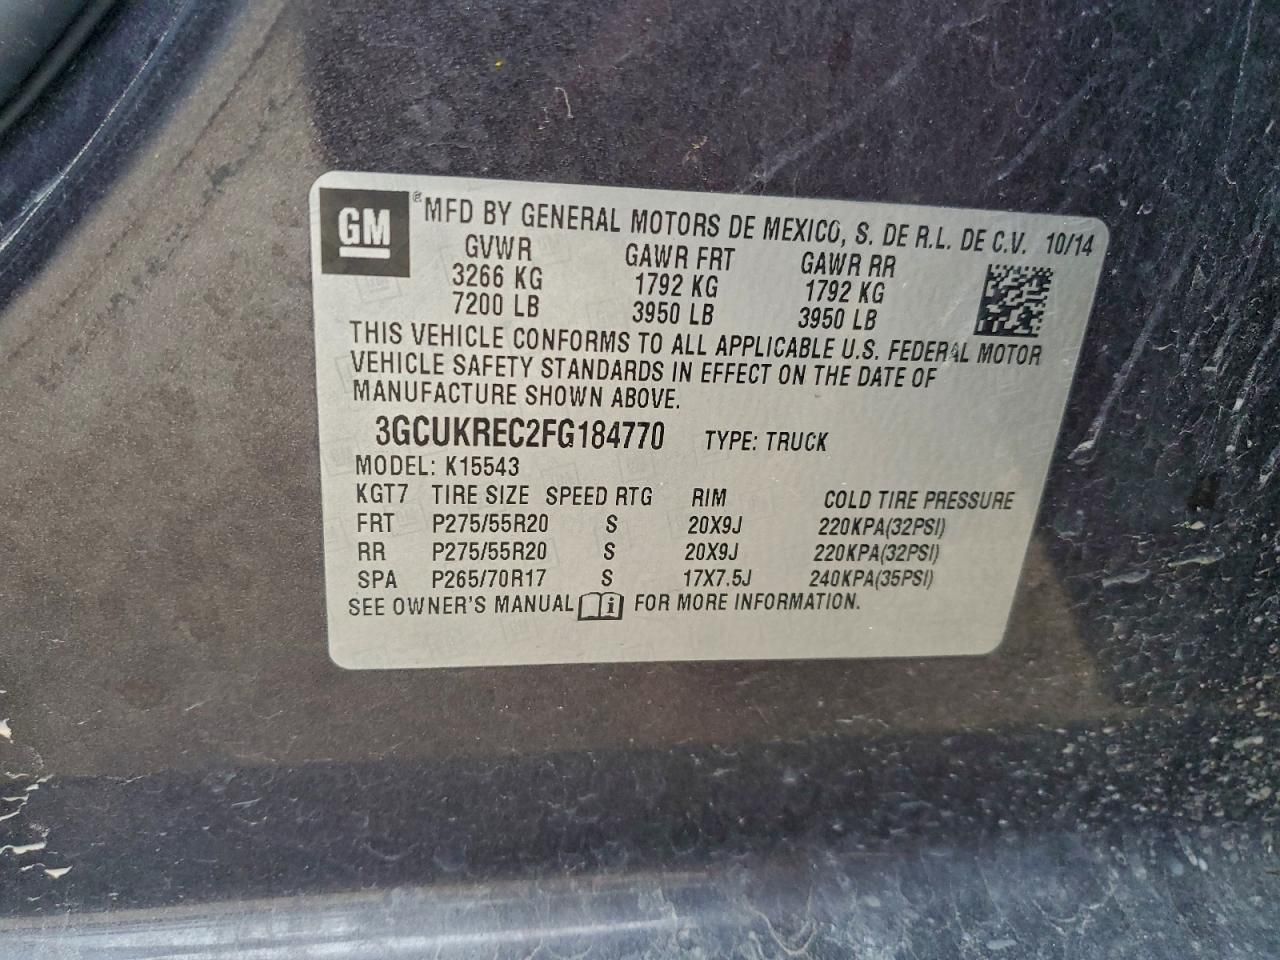 GM ® MFD BY GENERAL MOTORS DE MEXICO, S. DE R.L. DE C.V. 10/14
GVWR GAWR FRT GAWR RR
3266 KG 1792 KG 1792 KG
7200 LB 3950 LB 3950 LB
THIS VEHICLE CONFORMS TO ALL APPLICABLE U.S. FEDERAL MOTOR
VEHICLE SAFETY STANDARDS IN EFFECT ON THE DATE OF
MANUFACTURE SHOWN ABOVE.
3GCUKREC2FG184770 TYPE: TRUCK
MODEL: K15543
KGT7 TIRE SIZE SPEED RTG RIM COLD TIRE PRESSURE
FRT P275/55R20 S 20X9J 220KPA(32PSI)
RR P275/55R20 S 20X9J 220KPA(32PSI)
SPA P265/70R17 S 17X7.5J 240KPA(35PSI)
SEE OWNER'S MANUAL i FOR MORE INFORMATION.